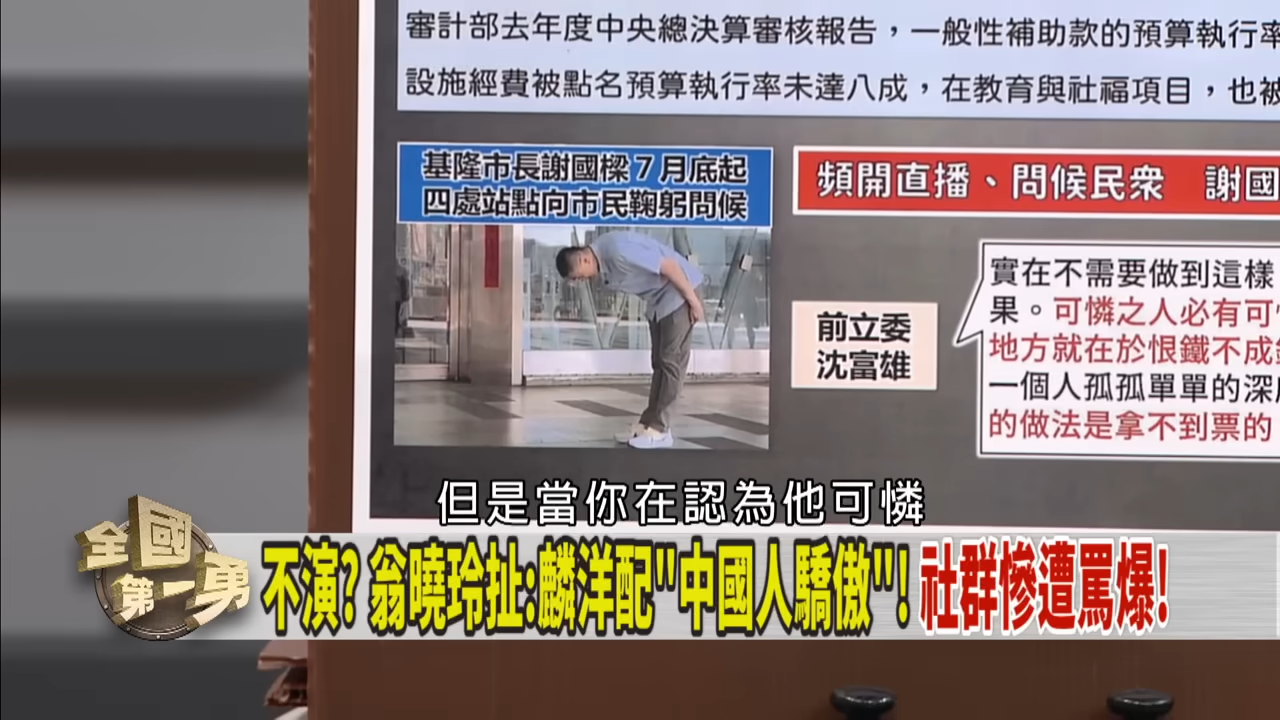 審計部去年度中央總決算審核報告，一般性補助款的預算執行率
設施經費被點名預算執行率未達八成，在教育與社福項目，也被
基隆市長謝國樑7月底起
四處站點向市民鞠躬問候
頻開直播、問候民眾 謝國
實在不需要做到這樣
果。可憐之人必有可
地方就在於恨鐵不成
一個人孤孤單單的深
的做法是拿不到票的
前立委
沈富雄
但是當你在認為他可憐
全國
第一勇
不演？翁曉玲扯:麟洋配"中國人驕傲"!社群慘遭罵爆!